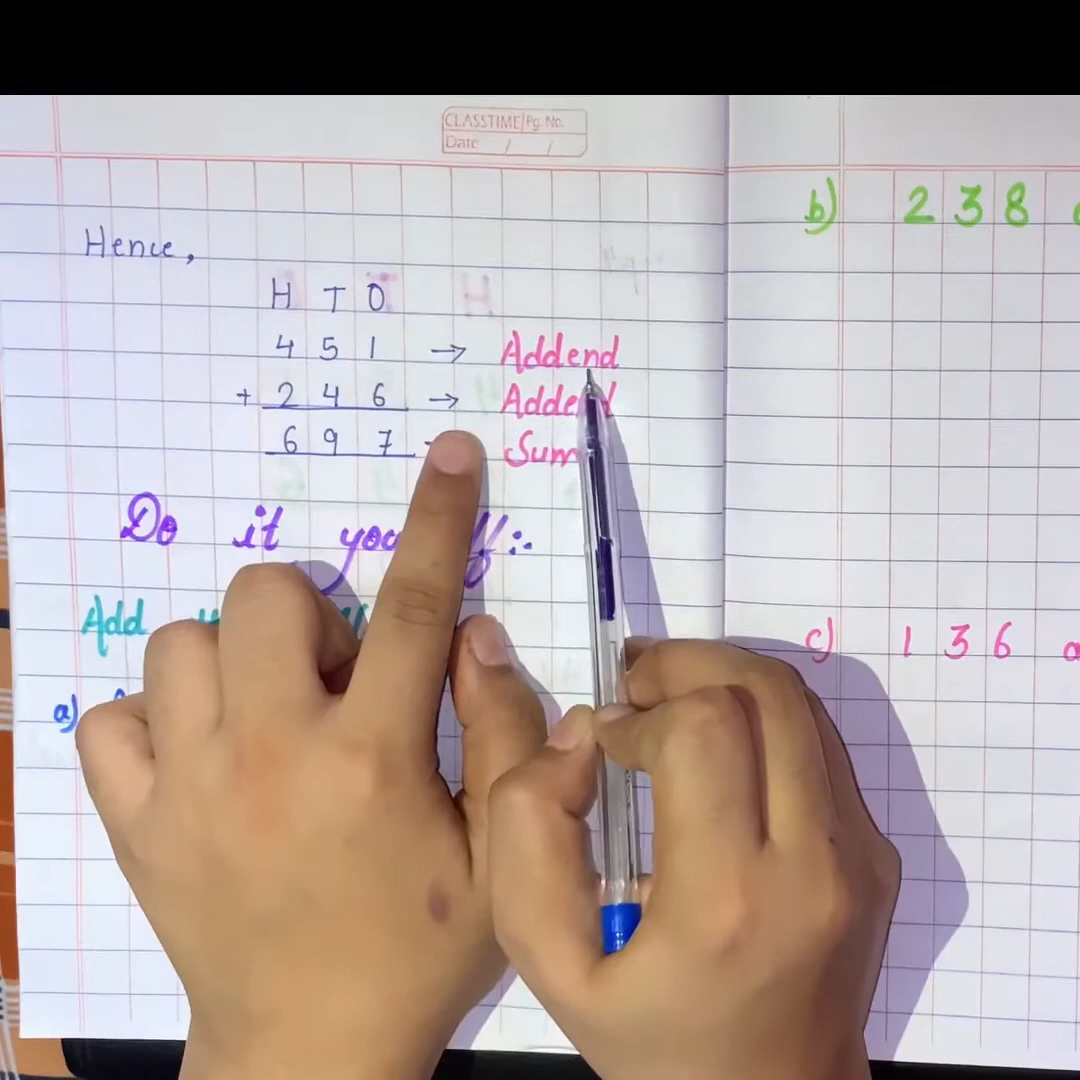 CLASSTIME Pg. No.
Date / /
Hence,
H T O
4 5 1 → Addend
+ 2 4 6 → Addend
6 9 7 Sum
Do it
Add
a)
b) 2 3 8
c) 1 3 6